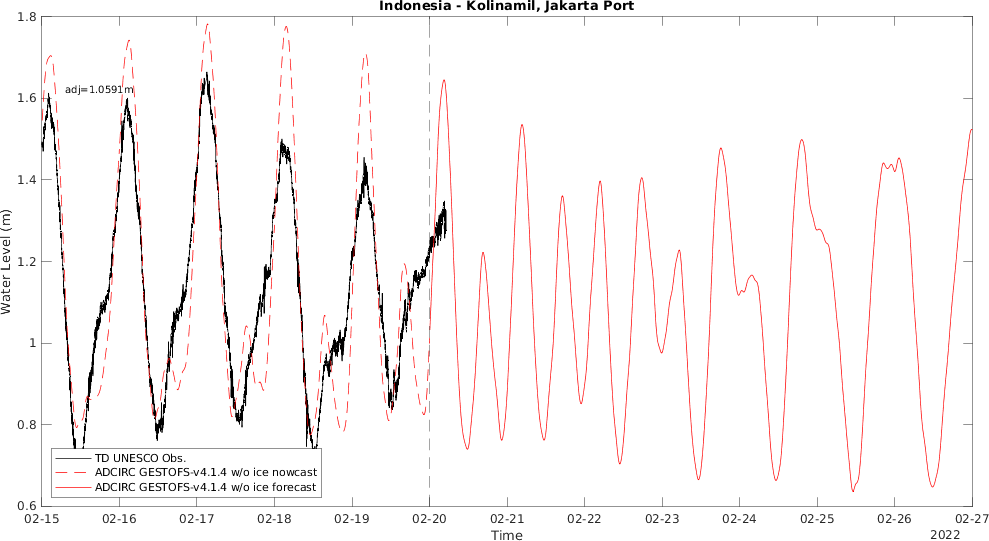 Indonesia - Kolinamil, Jakarta Port
1.8
1.6
1.4
1.2
1
0.8
0.6
Water Level (m)
adj=1.0591m
TD UNESCO Obs.
ADCIRC GESTOFS-v4.1.4 w/o ice nowcast
ADCIRC GESTOFS-v4.1.4 w/o ice forecast
02-15 02-16 02-17 02-18 02-19 02-20 02-21 02-22 02-23 02-24 02-25 02-26 02-27
Time
2022